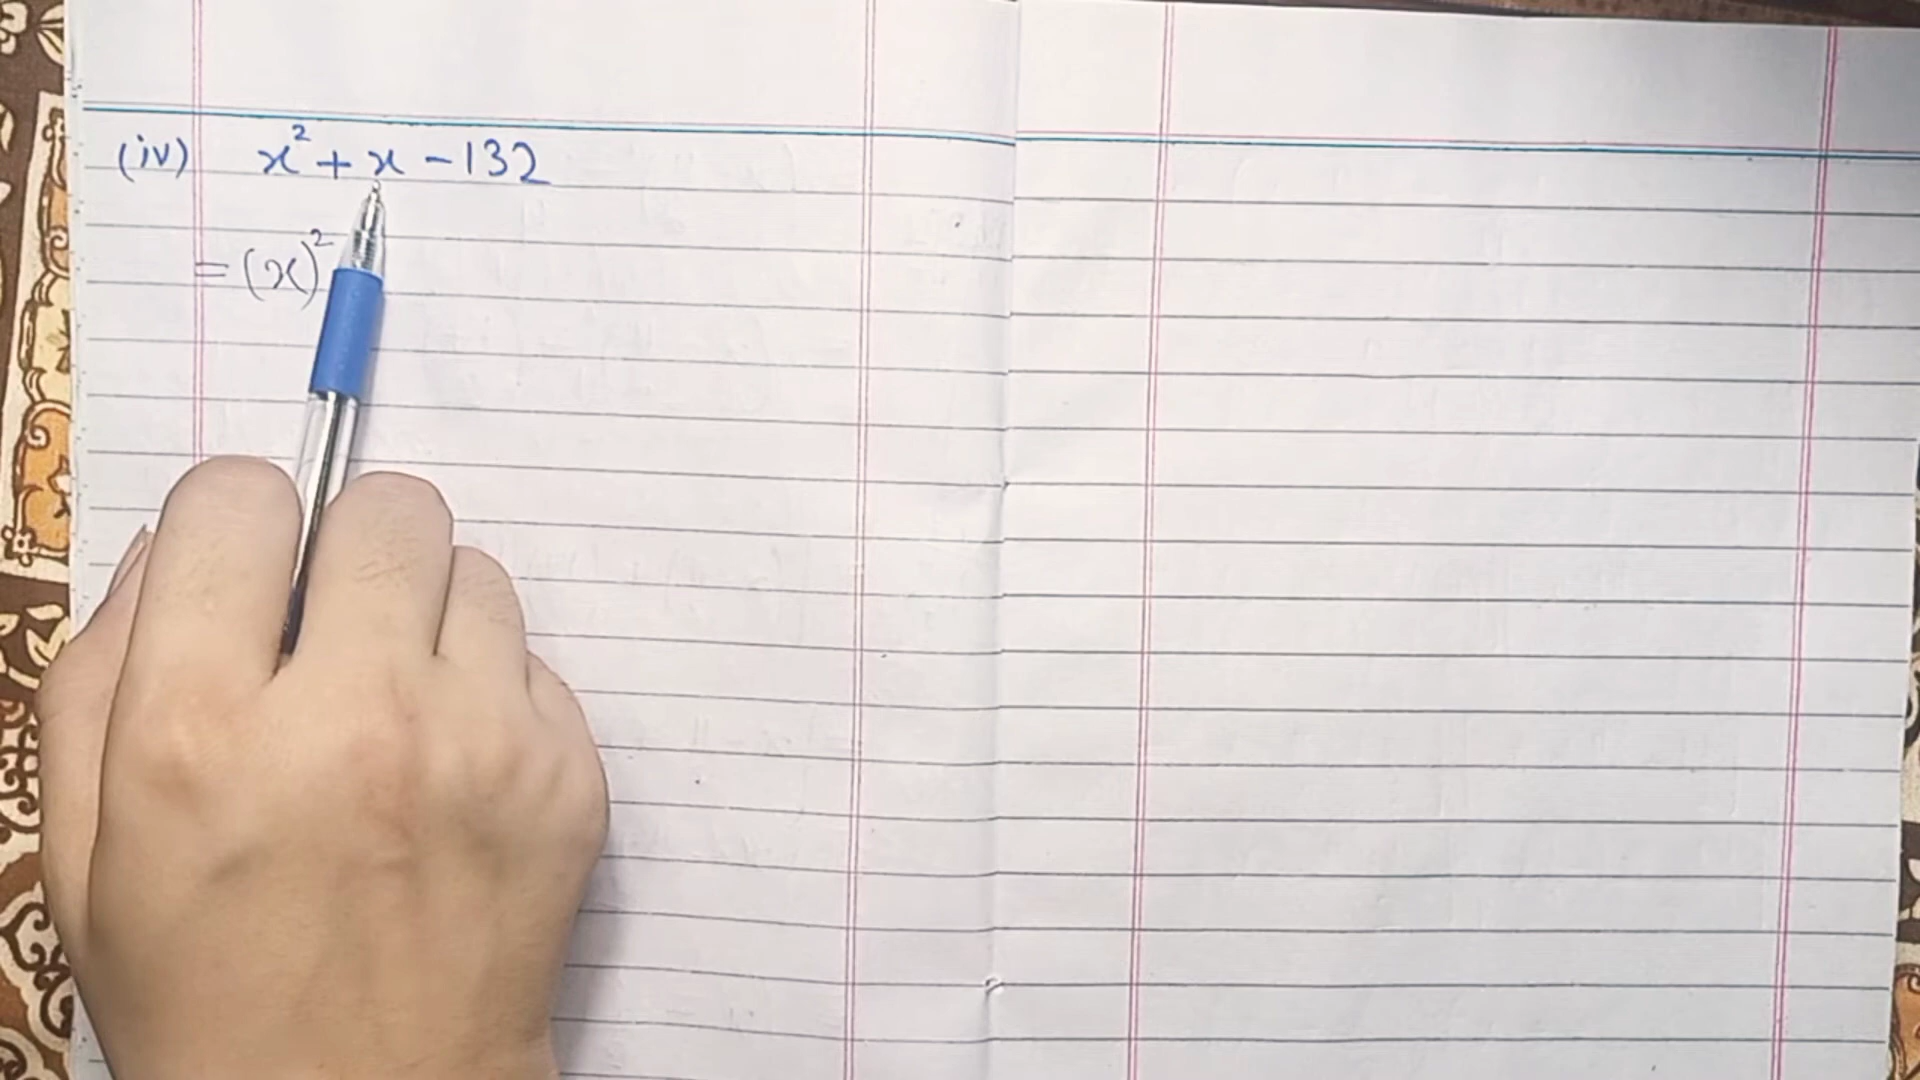 (iv) x² + x - 132
= (x)²